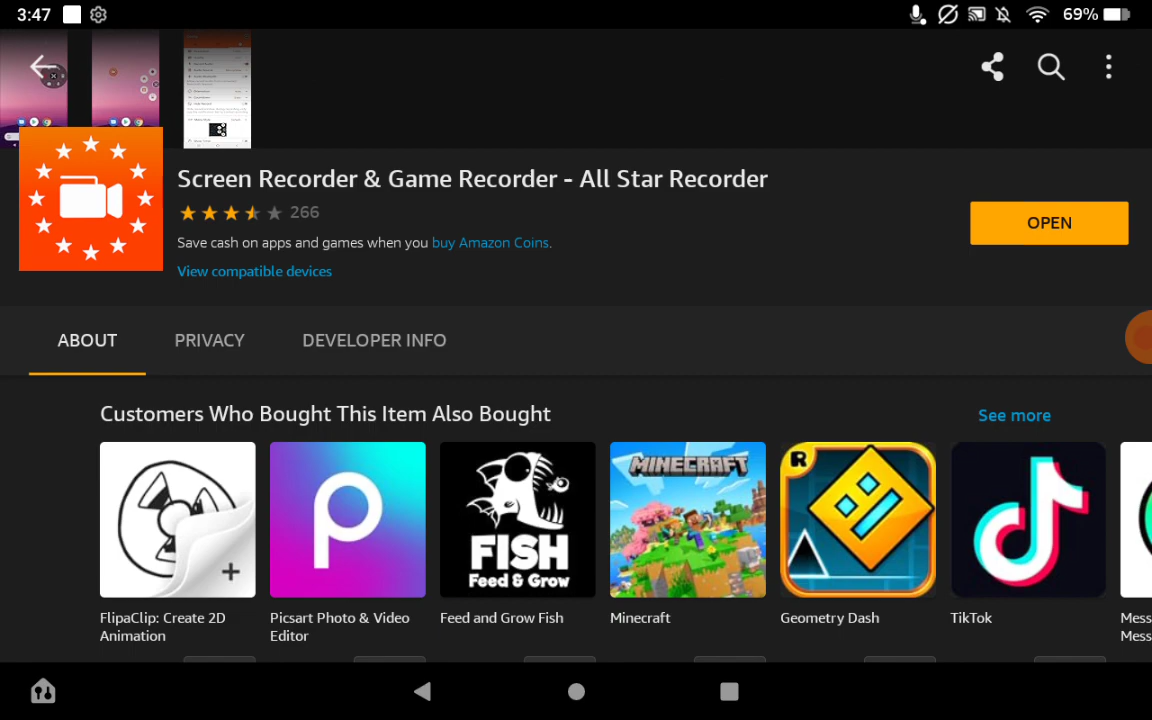 3:47
69%
Screen Recorder & Game Recorder - All Star Recorder
266
Save cash on apps and games when you buy Amazon Coins.
View compatible devices
OPEN
ABOUT
PRIVACY
DEVELOPER INFO
Customers Who Bought This Item Also Bought
See more
P
FISH
Feed & Grow
MINECRAFT
R
FlipaClip: Create 2D
Animation
Picsart Photo & Video
Editor
Feed and Grow Fish
Minecraft
Geometry Dash
TikTok
Mess
Mess